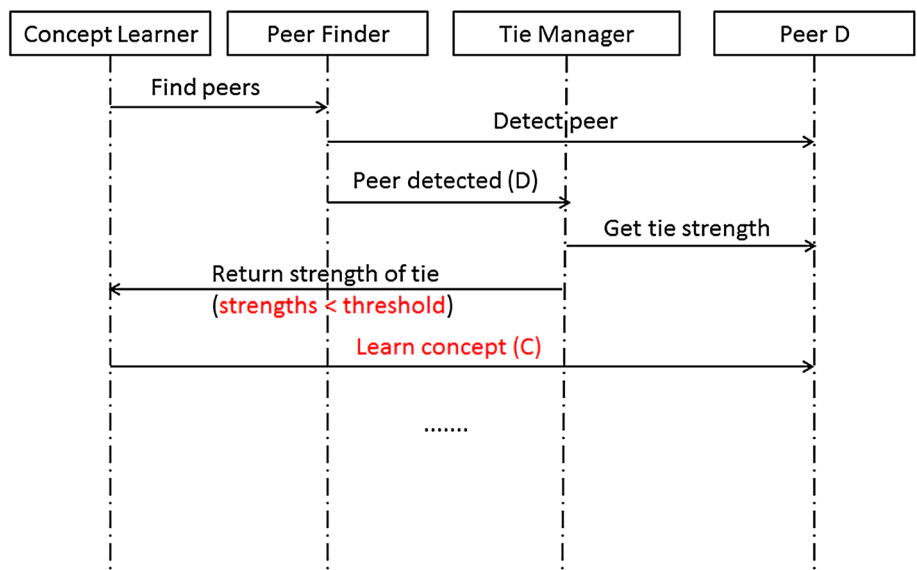 Concept Learner
Peer Finder
Tie Manager
Peer D
Find peers
Detect peer
Peer detected (D)
Get tie strength
Return strength of tie
(strengths < threshold)
Learn concept (C)
.......